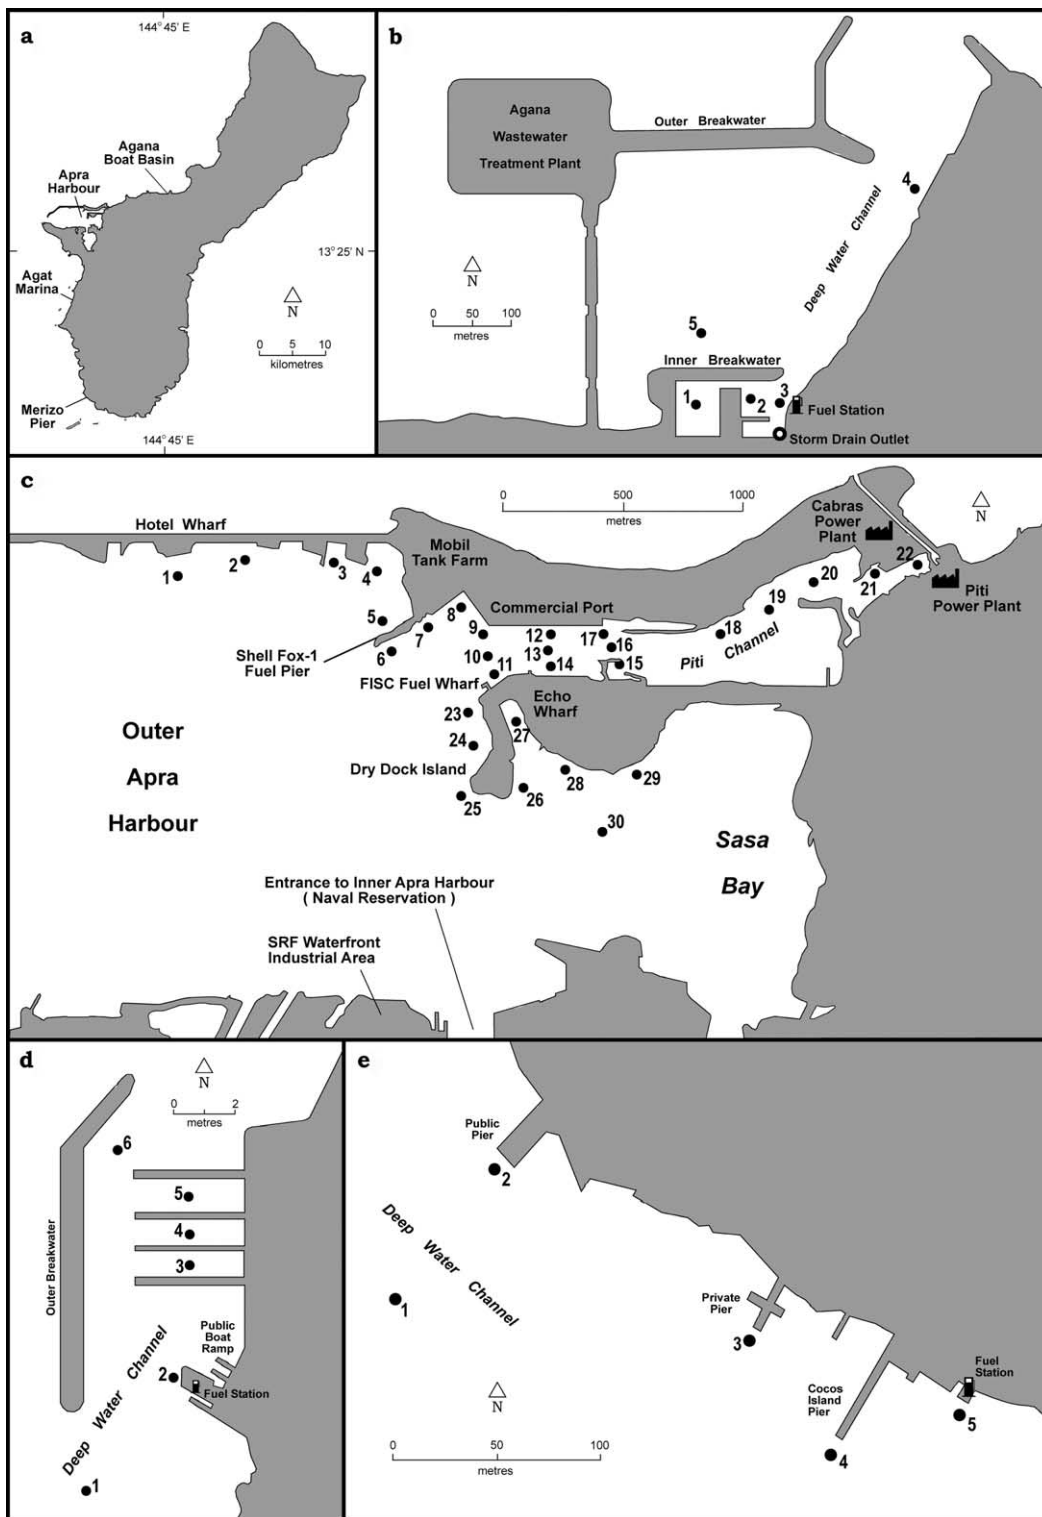 a
144° 45' E
Agana
Boat Basin
Apra
Harbour
13° 25' N
Agat
Marina
N
0 5 10
kilometres
Merizo
Pier
144° 45' E
b
Agana
Wastewater
Treatment Plant
Outer Breakwater
4
Deep Water Channel
N
0 50 100
metres
5
Inner Breakwater
1
2
3
Fuel Station
Storm Drain Outlet
c
0 500 1000
metres
N
Hotel Wharf
Cabras
Power
Plant
Mobil
Tank Farm
1
2
3
4
5
6
7
8
9
10
11
12
13
14
15
16
17
18
19
20
21
22
Piti
Power Plant
Commercial Port
Piti Channel
Shell Fox-1
Fuel Pier
FISC Fuel Wharf
Echo
Wharf
23
24
25
26
27
28
29
30
Dry Dock Island
Outer
Apra
Harbour
Sasa
Bay
Entrance to Inner Apra Harbour
( Naval Reservation )
SRF Waterfront
Industrial Area
d
N
0 2
metres
6
5
4
3
Outer Breakwater
Public
Boat
Ramp
2
Fuel Station
Deep Water Channel
1
e
Public
Pier
2
Deep Water Channel
1
Private
Pier
3
Fuel
Station
Cocos
Island
Pier
5
4
N
0 50 100
metres